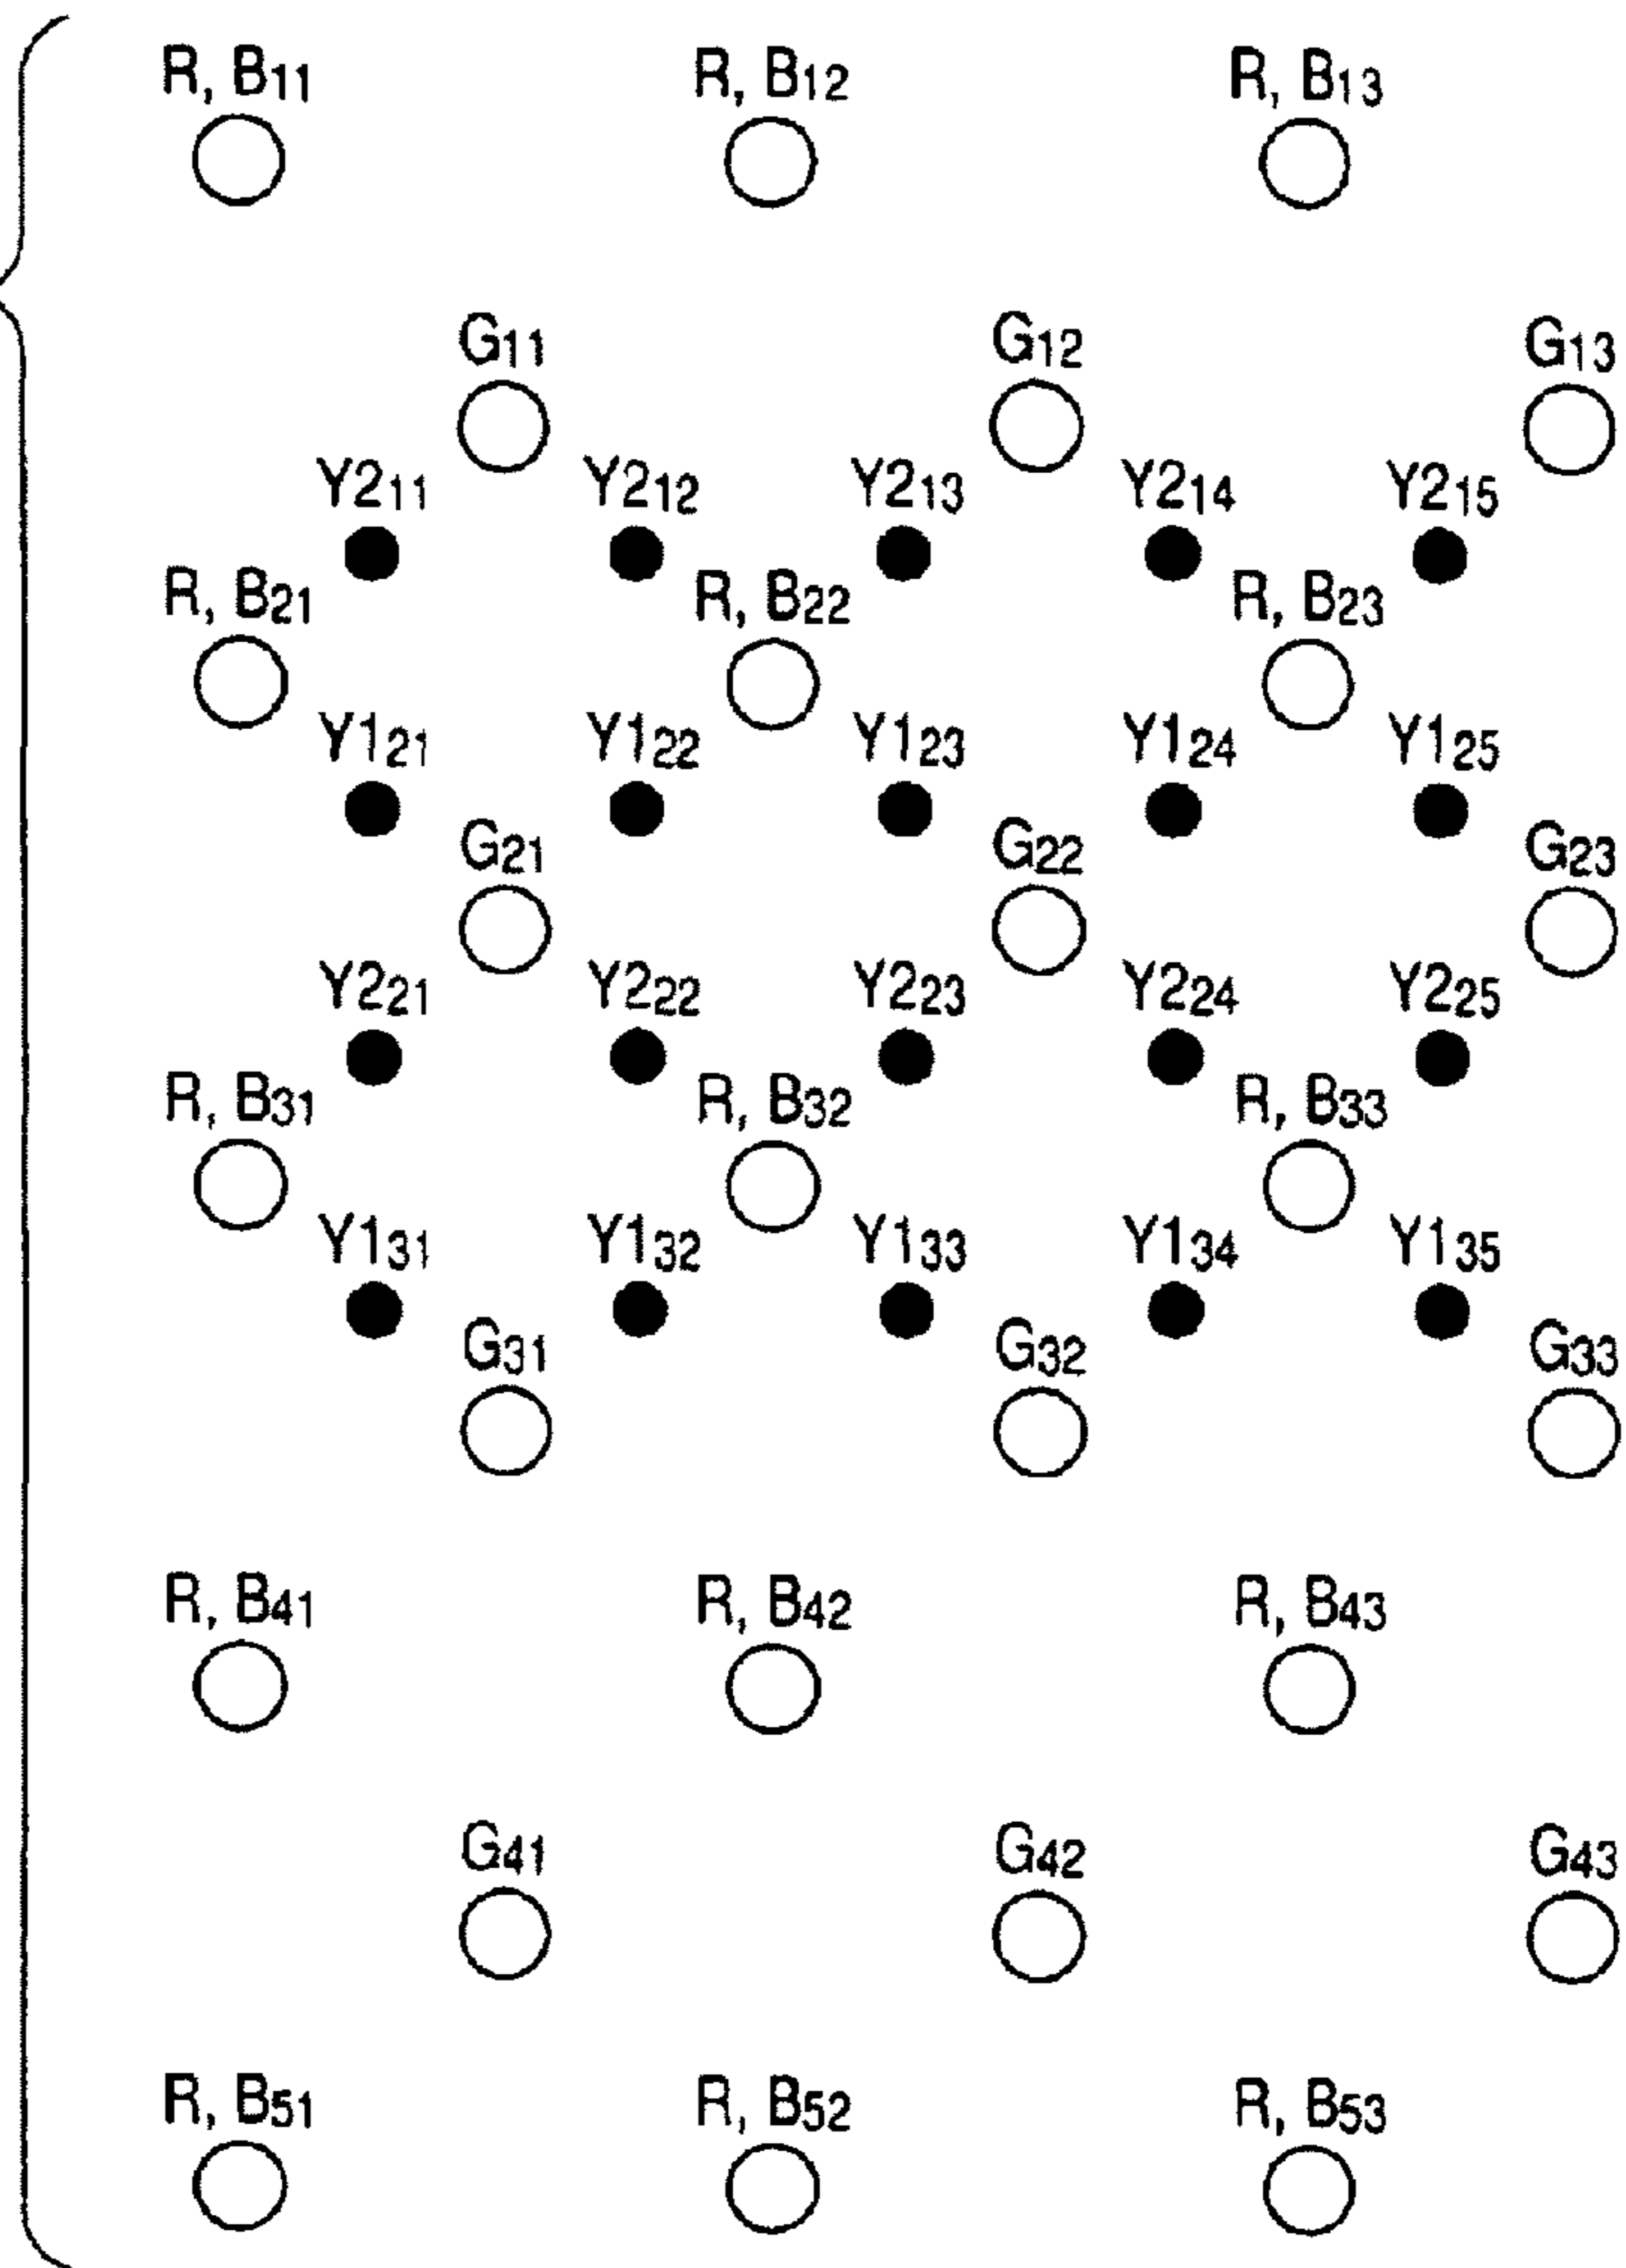 R, B11 R, B12 R, B13
G11 G12 G13
Y211 Y212 Y213 Y214 Y215
R, B21 R, B22 R, B23
Y121 Y122 Y123 Y124 Y125
G21 G22 G23
Y221 Y222 Y223 Y224 Y225
R, B31 R, B32 R, B33
Y131 Y132 Y133 Y134 Y135
G31 G32 G33
R, B41 R, B42 R, B43
G41 G42 G43
R, B51 R, B52 R, B53